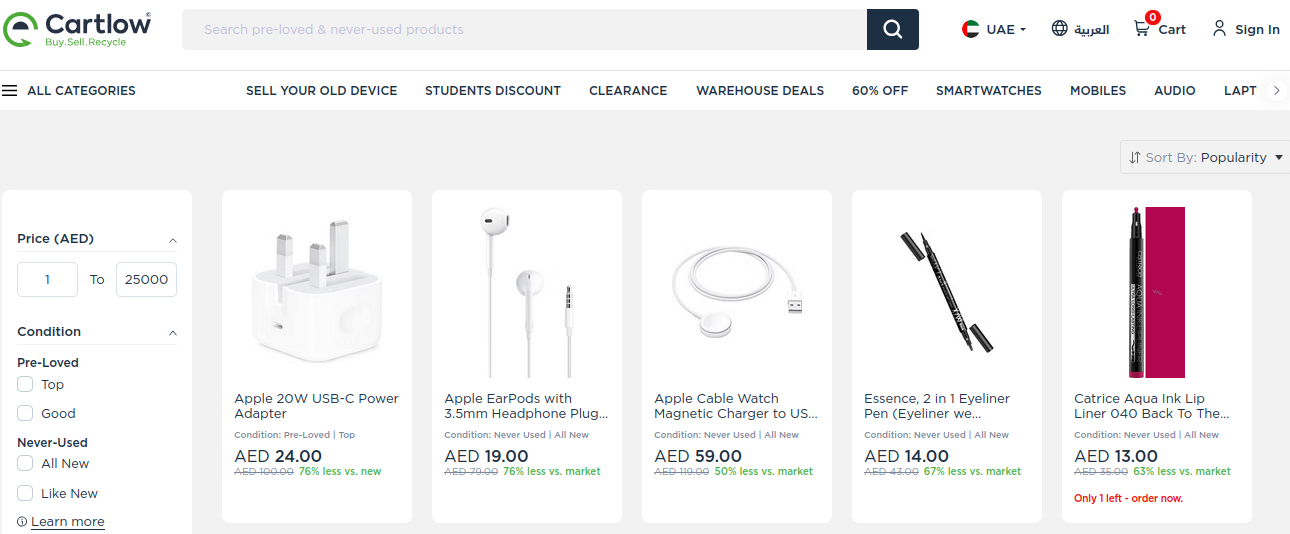 Cartlow
Buy.Sell.Recycle
Search pre-loved & never-used products
UAE
العربية
0
Cart
Sign In
ALL CATEGORIES
SELL YOUR OLD DEVICE
STUDENTS DISCOUNT
CLEARANCE
WAREHOUSE DEALS
60% OFF
SMARTWATCHES
MOBILES
AUDIO
LAPT
Sort By: Popularity
Price (AED)
1 To 25000
Condition
Pre-Loved
Top
Good
Never-Used
All New
Like New
Learn more
Apple 20W USB-C Power
Adapter
Condition: Pre-Loved | Top
AED 24.00
AED 100.00 76% less vs. new
Apple EarPods with
3.5mm Headphone Plug...
Condition: Never Used | All New
AED 19.00
AED 79.00 76% less vs. market
Apple Cable Watch
Magnetic Charger to US...
Condition: Never Used | All New
AED 59.00
AED 119.00 50% less vs. market
Essence, 2 in 1 Eyeliner
Pen (Eyeliner we...
Condition: Never Used | All New
AED 14.00
AED 43.00 67% less vs. market
Catrice Aqua Ink Lip
Liner 040 Back To The...
Condition: Never Used | All New
AED 13.00
AED 35.00 63% less vs. market
Only 1 left - order now.